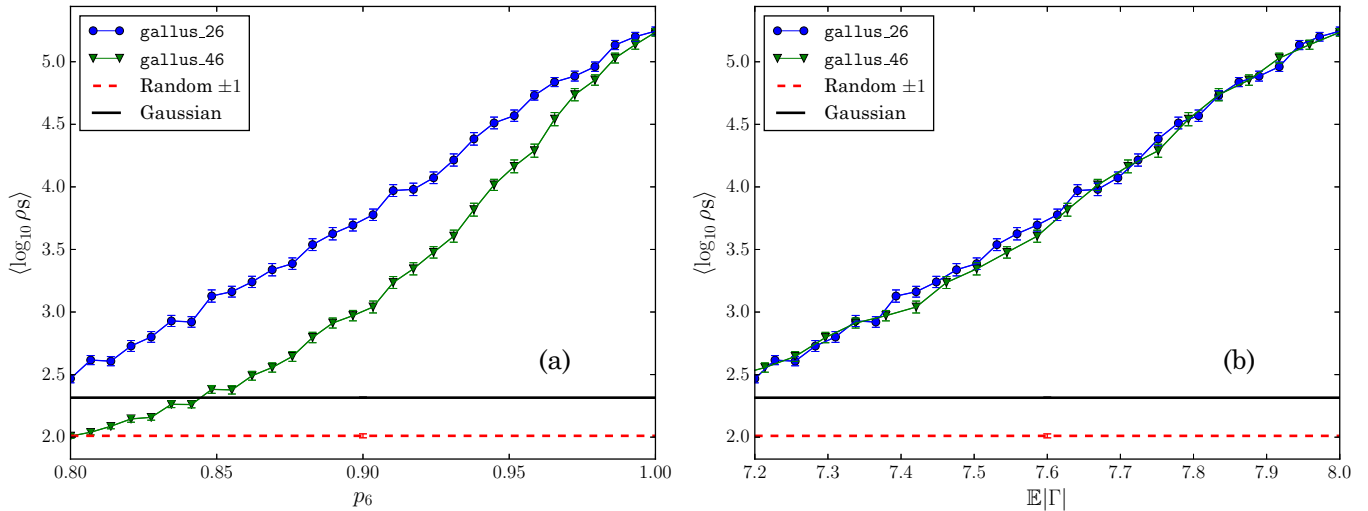 gallus_26
gallus_46
Random ±1
Gaussian
⟨log₁₀ ρS⟩
5.0
4.5
4.0
3.5
3.0
2.5
2.0
(a)
0.80 0.85 0.90 0.95 1.00
p₆
gallus_26
gallus_46
Random ±1
Gaussian
⟨log₁₀ ρS⟩
5.0
4.5
4.0
3.5
3.0
2.5
2.0
(b)
7.2 7.3 7.4 7.5 7.6 7.7 7.8 7.9 8.0
𝔼|Γ|